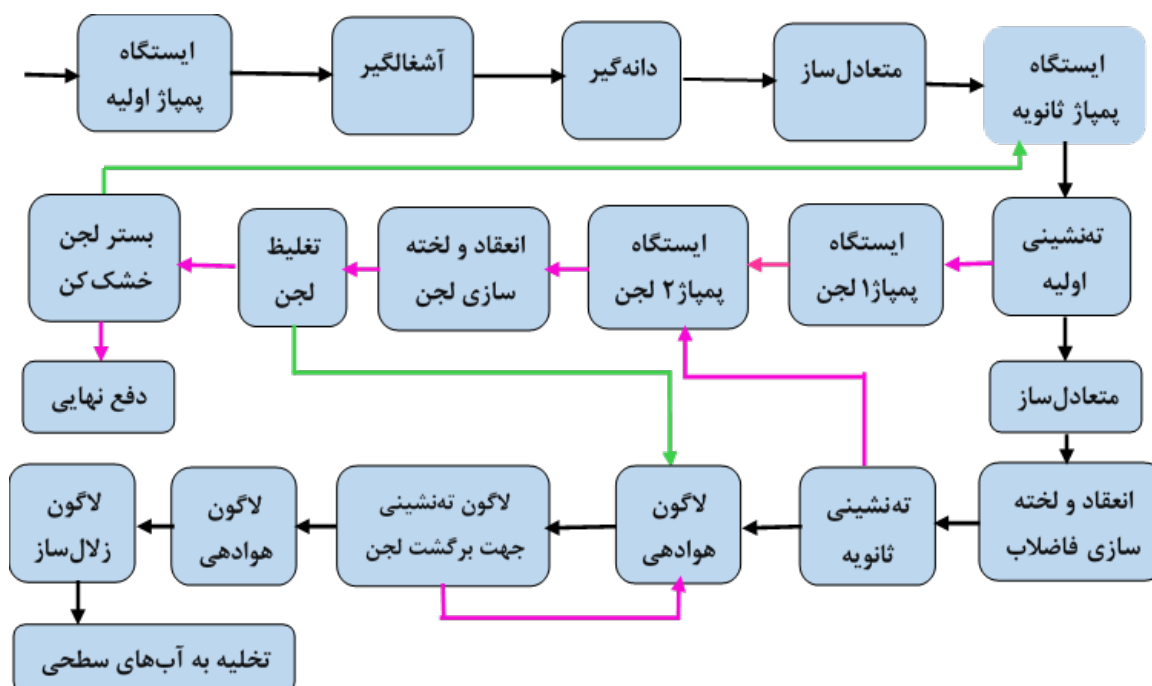 ایستگاه
پمپاژ اولیه
آشغالگیر
دانه‌گیر
متعادل‌ساز
ایستگاه
پمپاژ ثانویه
ته‌نشینی
اولیه
ایستگاه
پمپاژ۱ لجن
ایستگاه
پمپاژ۲ لجن
انعقاد و لخته
سازی لجن
تغلیظ
لجن
بستر لجن
خشک‌کن
دفع نهایی
متعادل‌ساز
انعقاد و لخته
سازی فاضلاب
ته‌نشینی
ثانویه
لاگون
هوادهی
لاگون ته‌نشینی
جهت برگشت لجن
لاگون
هوادهی
لاگون
زلال‌ساز
تخلیه به آب‌های سطحی